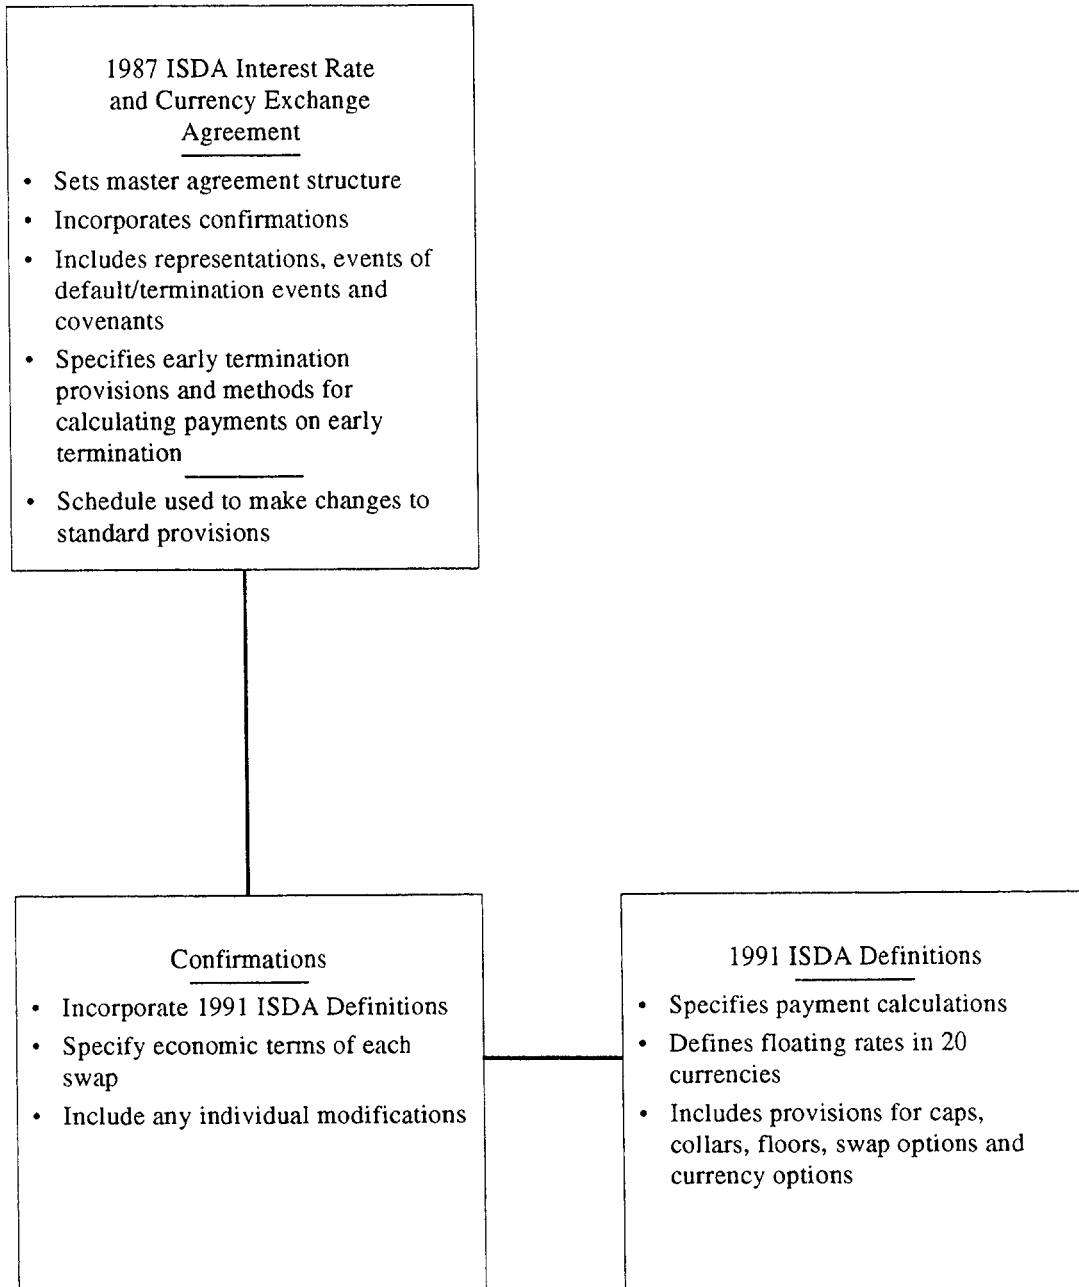 1987 ISDA Interest Rate
and Currency Exchange
Agreement
• Sets master agreement structure
• Incorporates confirmations
• Includes representations, events of
default/termination events and
covenants
• Specifies early termination
provisions and methods for
calculating payments on early
termination
• Schedule used to make changes to
standard provisions
Confirmations
• Incorporate 1991 ISDA Definitions
• Specify economic terms of each
swap
• Include any individual modifications
1991 ISDA Definitions
• Specifies payment calculations
• Defines floating rates in 20
currencies
• Includes provisions for caps,
collars, floors, swap options and
currency options